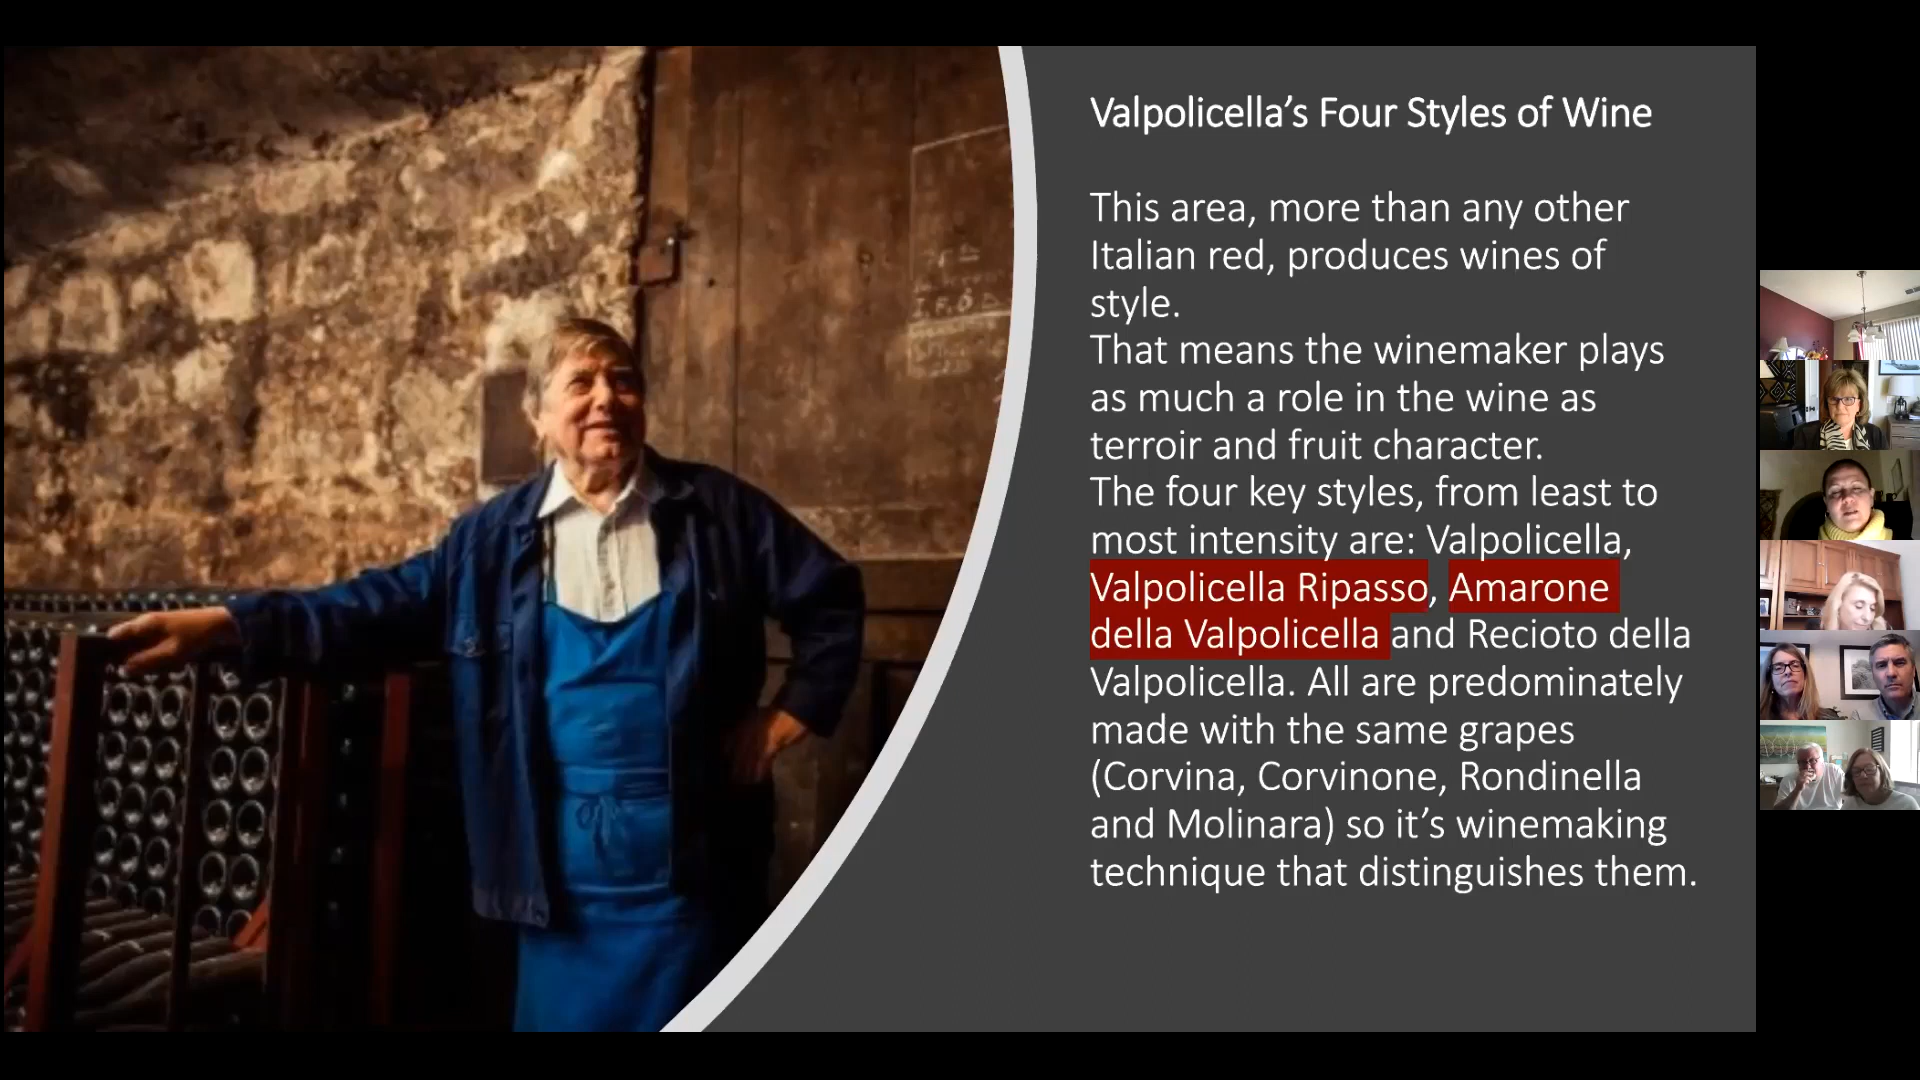 Valpolicella’s Four Styles of Wine
This area, more than any other
Italian red, produces wines of
style.
That means the winemaker plays
as much a role in the wine as
terroir and fruit character.
The four key styles, from least to
most intensity are: Valpolicella,
Valpolicella Ripasso, Amarone
della Valpolicella and Recioto della
Valpolicella. All are predominately
made with the same grapes
(Corvina, Corvinone, Rondinella
and Molinara) so it’s winemaking
technique that distinguishes them.